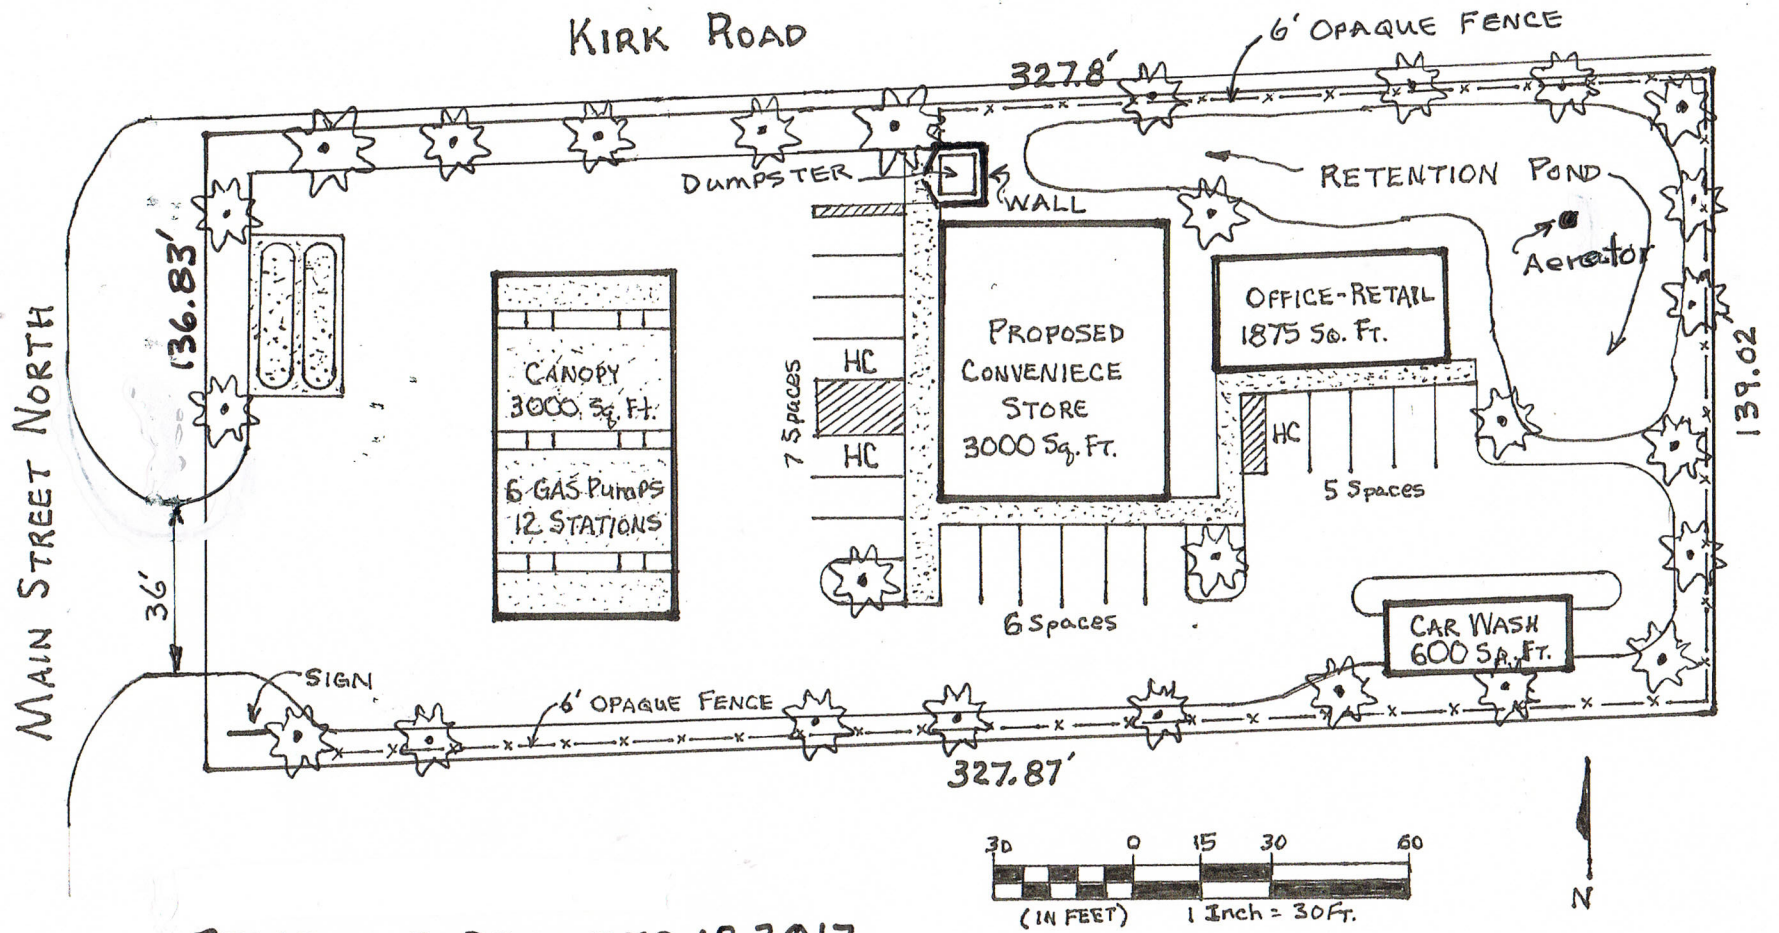 KIRK ROAD
6' OPAQUE FENCE
327.8'
DUMPSTER
WALL
RETENTION POND
Aerator
136.83'
MAIN STREET NORTH
36'
CANOPY
3000 Sq. Ft.
6 GAS PUMPS
12 STATIONS
7 Spaces
HC
HC
PROPOSED
CONVENIECE
STORE
3000 Sq. Ft.
OFFICE-RETAIL
1875 SQ. FT.
HC
5 Spaces
6 Spaces
139.02
CAR WASH
600 SQ. FT.
SIGN
6' OPAQUE FENCE
327.87'
30 0 15 30 60
(IN FEET) 1 Inch = 30 FT.
N